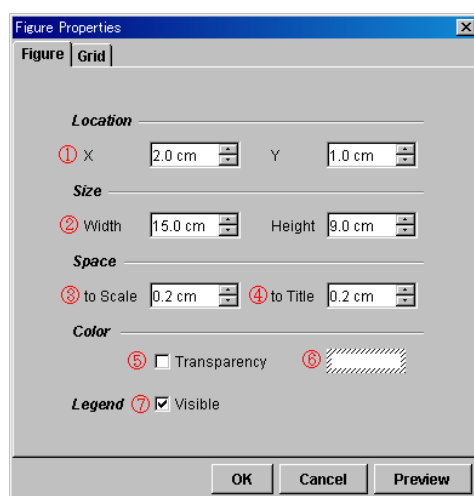 Figure Properties
Figure Grid
Location
① X 2.0 cm Y 1.0 cm
Size
② Width 15.0 cm Height 9.0 cm
Space
③ to Scale 0.2 cm ④ to Title 0.2 cm
Color
⑤ Transparency ⑥
Legend ⑦ Visible
OK Cancel Preview